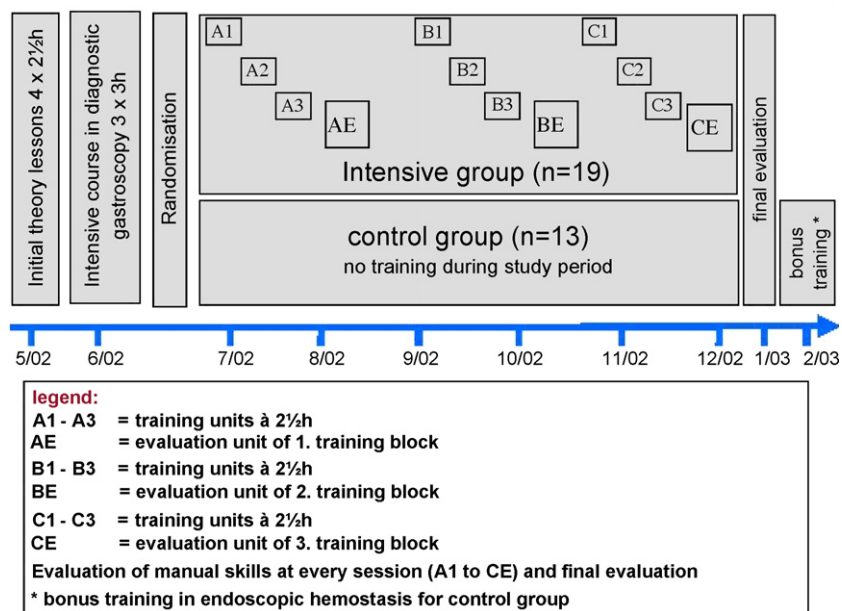 Initial theory lessons 4 x 2½h
Intensive course in diagnostic
gastroscopy 3 x 3h
Randomisation
A1
A2
A3
AE
B1
B2
B3
BE
C1
C2
C3
CE
Intensive group (n=19)
control group (n=13)
no training during study period
final evaluation
bonus
training *
5/02
6/02
7/02
8/02
9/02
10/02
11/02
12/02
1/03
2/03
legend:
A1 - A3 = training units à 2½h
AE = evaluation unit of 1. training block
B1 - B3 = training units à 2½h
BE = evaluation unit of 2. training block
C1 - C3 = training units à 2½h
CE = evaluation unit of 3. training block
Evaluation of manual skills at every session (A1 to CE) and final evaluation
* bonus training in endoscopic hemostasis for control group